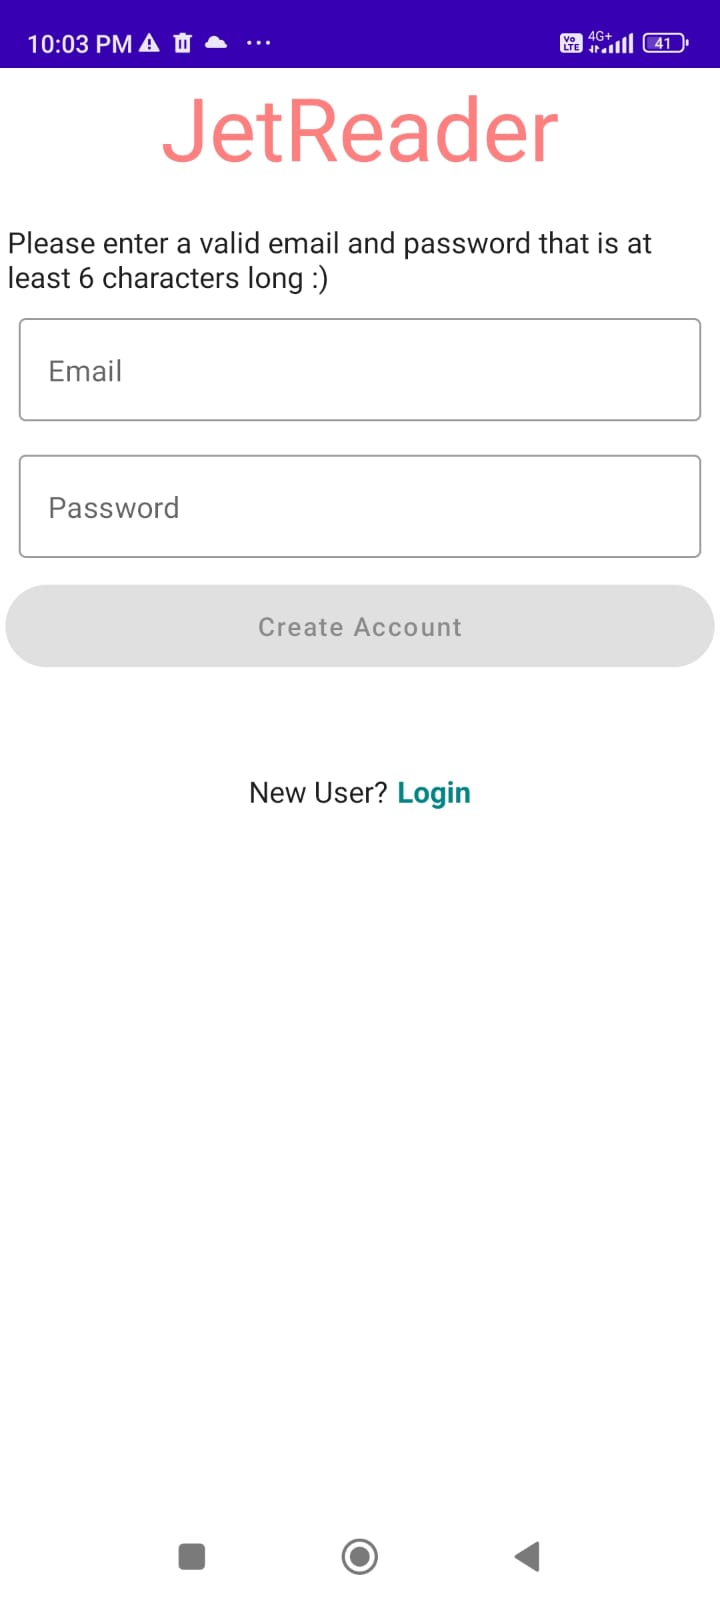 10:03 PM
Vo LTE 4G+ 41
JetReader
Please enter a valid email and password that is at
least 6 characters long :)
Email
Password
Create Account
New User? Login